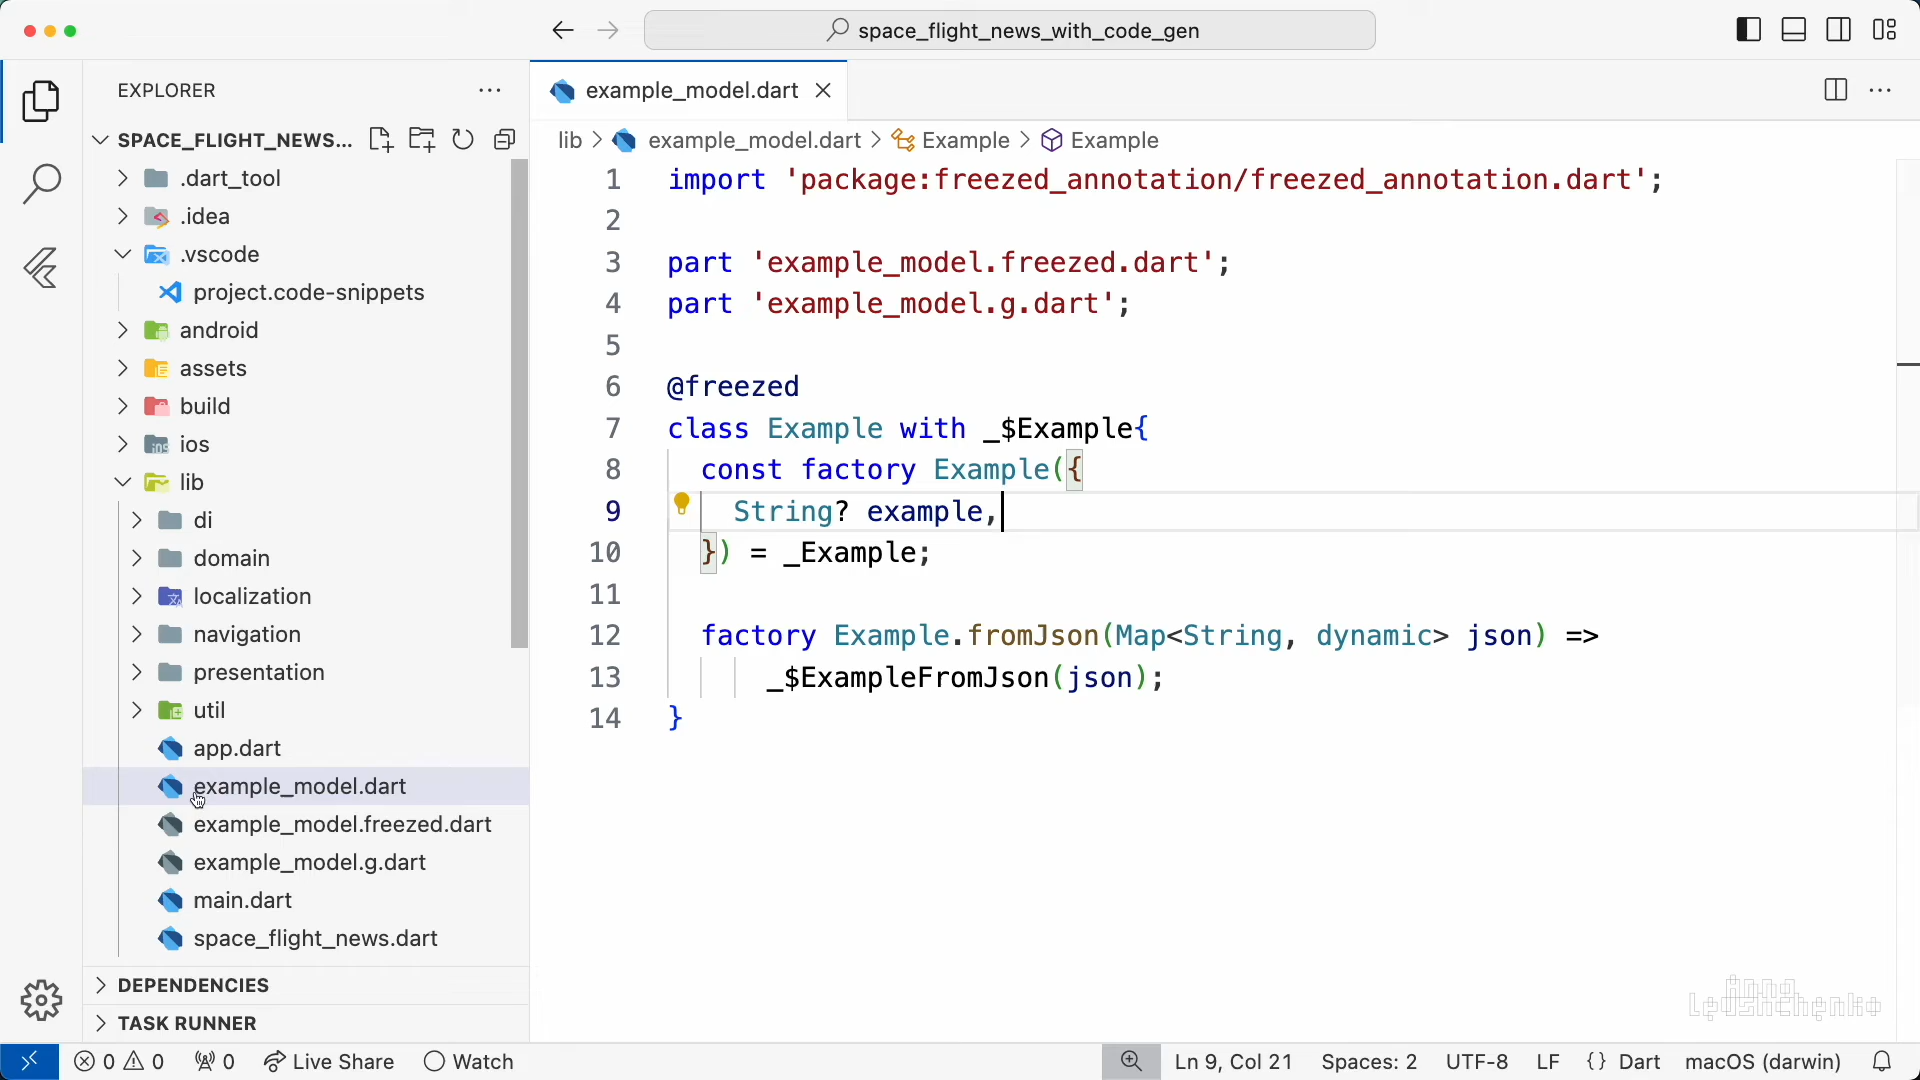 space_flight_news_with_code_gen
EXPLORER
SPACE_FLIGHT_NEWS...
.dart_tool
.idea
.vscode
project.code-snippets
android
assets
build
ios
lib
di
domain
localization
navigation
presentation
util
app.dart
example_model.dart
example_model.freezed.dart
example_model.g.dart
main.dart
space_flight_news.dart
DEPENDENCIES
TASK RUNNER
example_model.dart
lib > example_model.dart > Example > Example
1 import 'package:freezed_annotation/freezed_annotation.dart';
2
3 part 'example_model.freezed.dart';
4 part 'example_model.g.dart';
5
6 @freezed
7 class Example with _$Example{
8 const factory Example({
9 String? example,
10 }) = _Example;
11
12 factory Example.fromJson(Map<String, dynamic> json) =>
13 _$ExampleFromJson(json);
14 }
Anna
Leushchenko
0 0 0 Live Share Watch Ln 9, Col 21 Spaces: 2 UTF-8 LF {} Dart macOS (darwin)